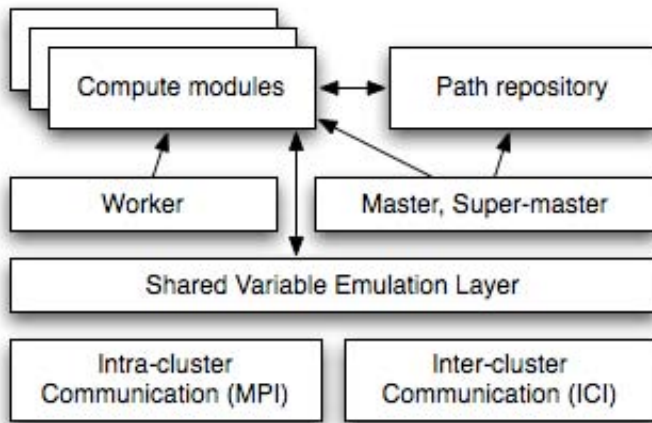 Compute modules
Path repository
Worker
Master, Super-master
Shared Variable Emulation Layer
Intra-cluster
Communication (MPI)
Inter-cluster
Communication (ICI)